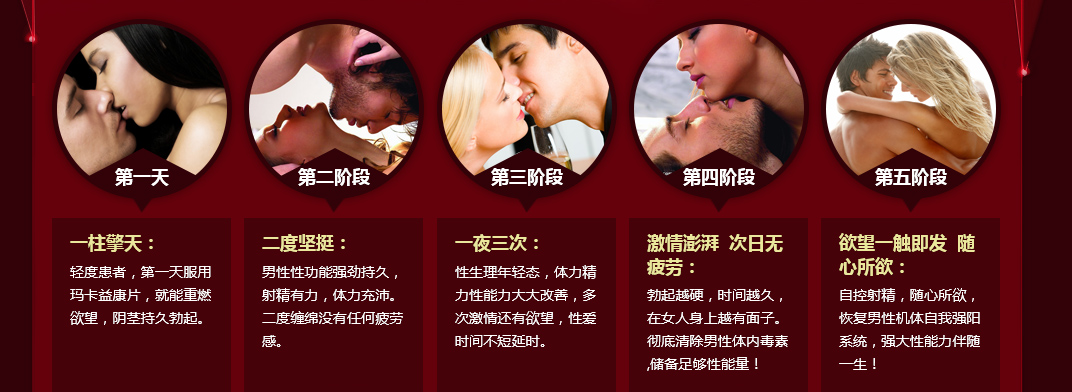 第一天
第二阶段
第三阶段
第四阶段
第五阶段
一柱擎天：
轻度患者，第一天服用
玛卡益康片，就能重燃
欲望，阴茎持久勃起。
二度坚挺：
男性性功能强劲持久，
射精有力，体力充沛。
二度缠绵没有任何疲劳
感。
一夜三次：
性生理年轻态，体力精
力性能力大大改善，多
次激情还有欲望，性爱
时间不短延时。
激情澎湃 次日无
疲劳：
勃起越硬，时间越久，
在女人身上越有面子。
彻底清除男性体内毒素
,储备足够性能量！
欲望一触即发 随
心所欲：
自控射精，随心所欲，
恢复男性机体自我强阳
系统，强大性能力伴随
一生！